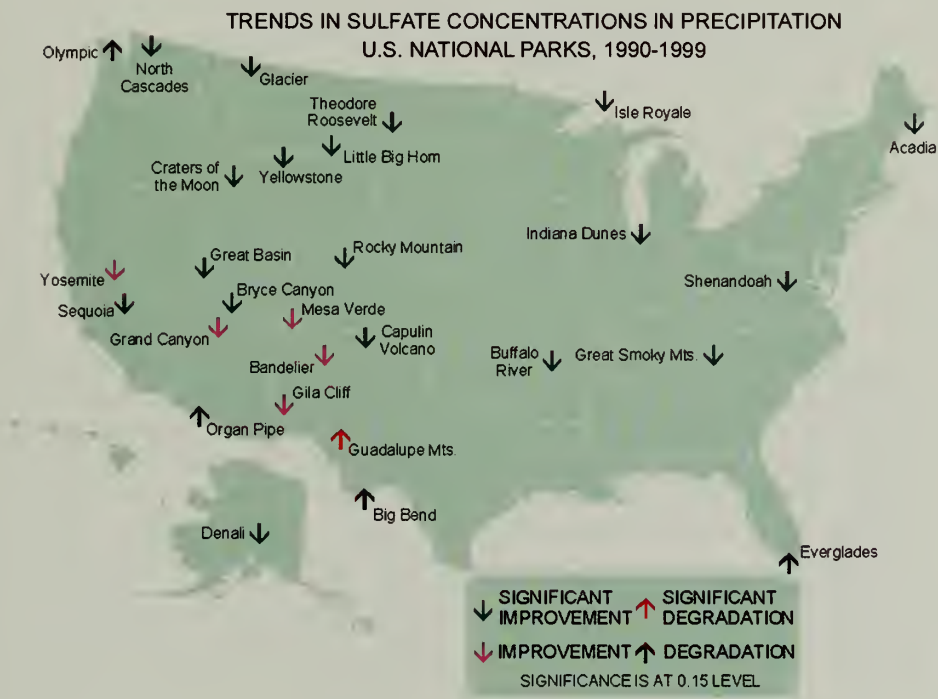 TRENDS IN SULFATE CONCENTRATIONS IN PRECIPITATION
U.S. NATIONAL PARKS, 1990-1999
Olympic
North
Cascades
Glacier
Theodore
Roosevelt
Isle Royale
Acadia
Little Big Horn
Craters of
the Moon
Yellowstone
Indiana Dunes
Rocky Mountain
Great Basin
Yosemite
Shenandoah
Bryce Canyon
Sequoia
Mesa Verde
Grand Canyon
Capulin
Volcano
Buffalo
River
Great Smoky Mts.
Bandelier
Gila Cliff
Organ Pipe
Guadalupe Mts.
Big Bend
Denali
Everglades
SIGNIFICANT
IMPROVEMENT
SIGNIFICANT
DEGRADATION
IMPROVEMENT
DEGRADATION
SIGNIFICANCE IS AT 0.15 LEVEL